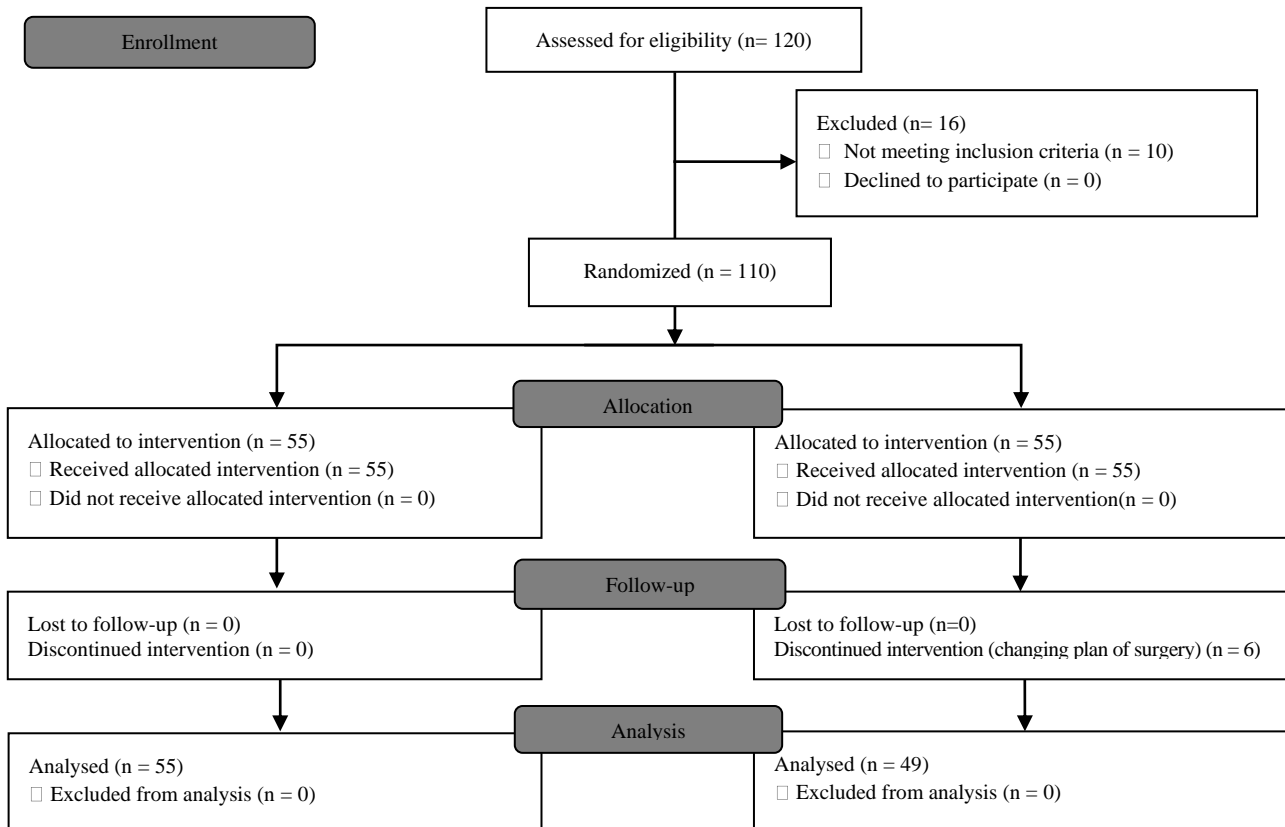 Enrollment
Assessed for eligibility (n= 120)
Excluded (n= 16)
Not meeting inclusion criteria (n = 10)
Declined to participate (n = 0)
Randomized (n = 110)
Allocation
Allocated to intervention (n = 55)
Received allocated intervention (n = 55)
Did not receive allocated intervention (n = 0)
Allocated to intervention (n = 55)
Received allocated intervention (n = 55)
Did not receive allocated intervention(n = 0)
Follow-up
Lost to follow-up (n = 0)
Discontinued intervention (n = 0)
Lost to follow-up (n=0)
Discontinued intervention (changing plan of surgery) (n = 6)
Analysis
Analysed (n = 55)
Excluded from analysis (n = 0)
Analysed (n = 49)
Excluded from analysis (n = 0)